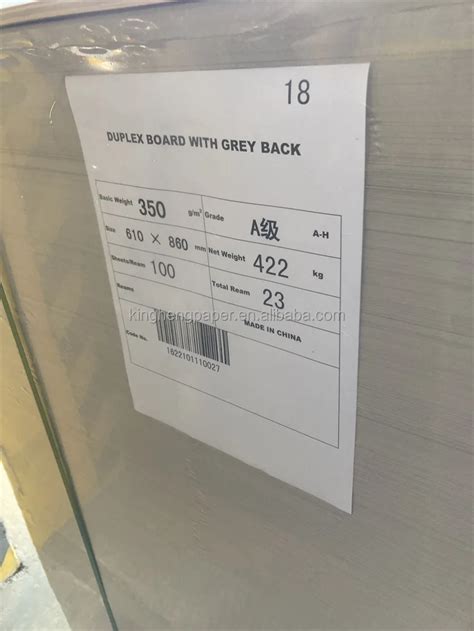 18
DUPLEX BOARD WITH GREY BACK
Basic Weight 350 g/m² Grade A级 A-H
Size 610 × 860 mm Net Weight 422 kg
Sheets/Ream 100 Total Ream 23
Reams MADE IN CHINA
kinghengpaper.en.alibaba.com
Code No. 1822101110027